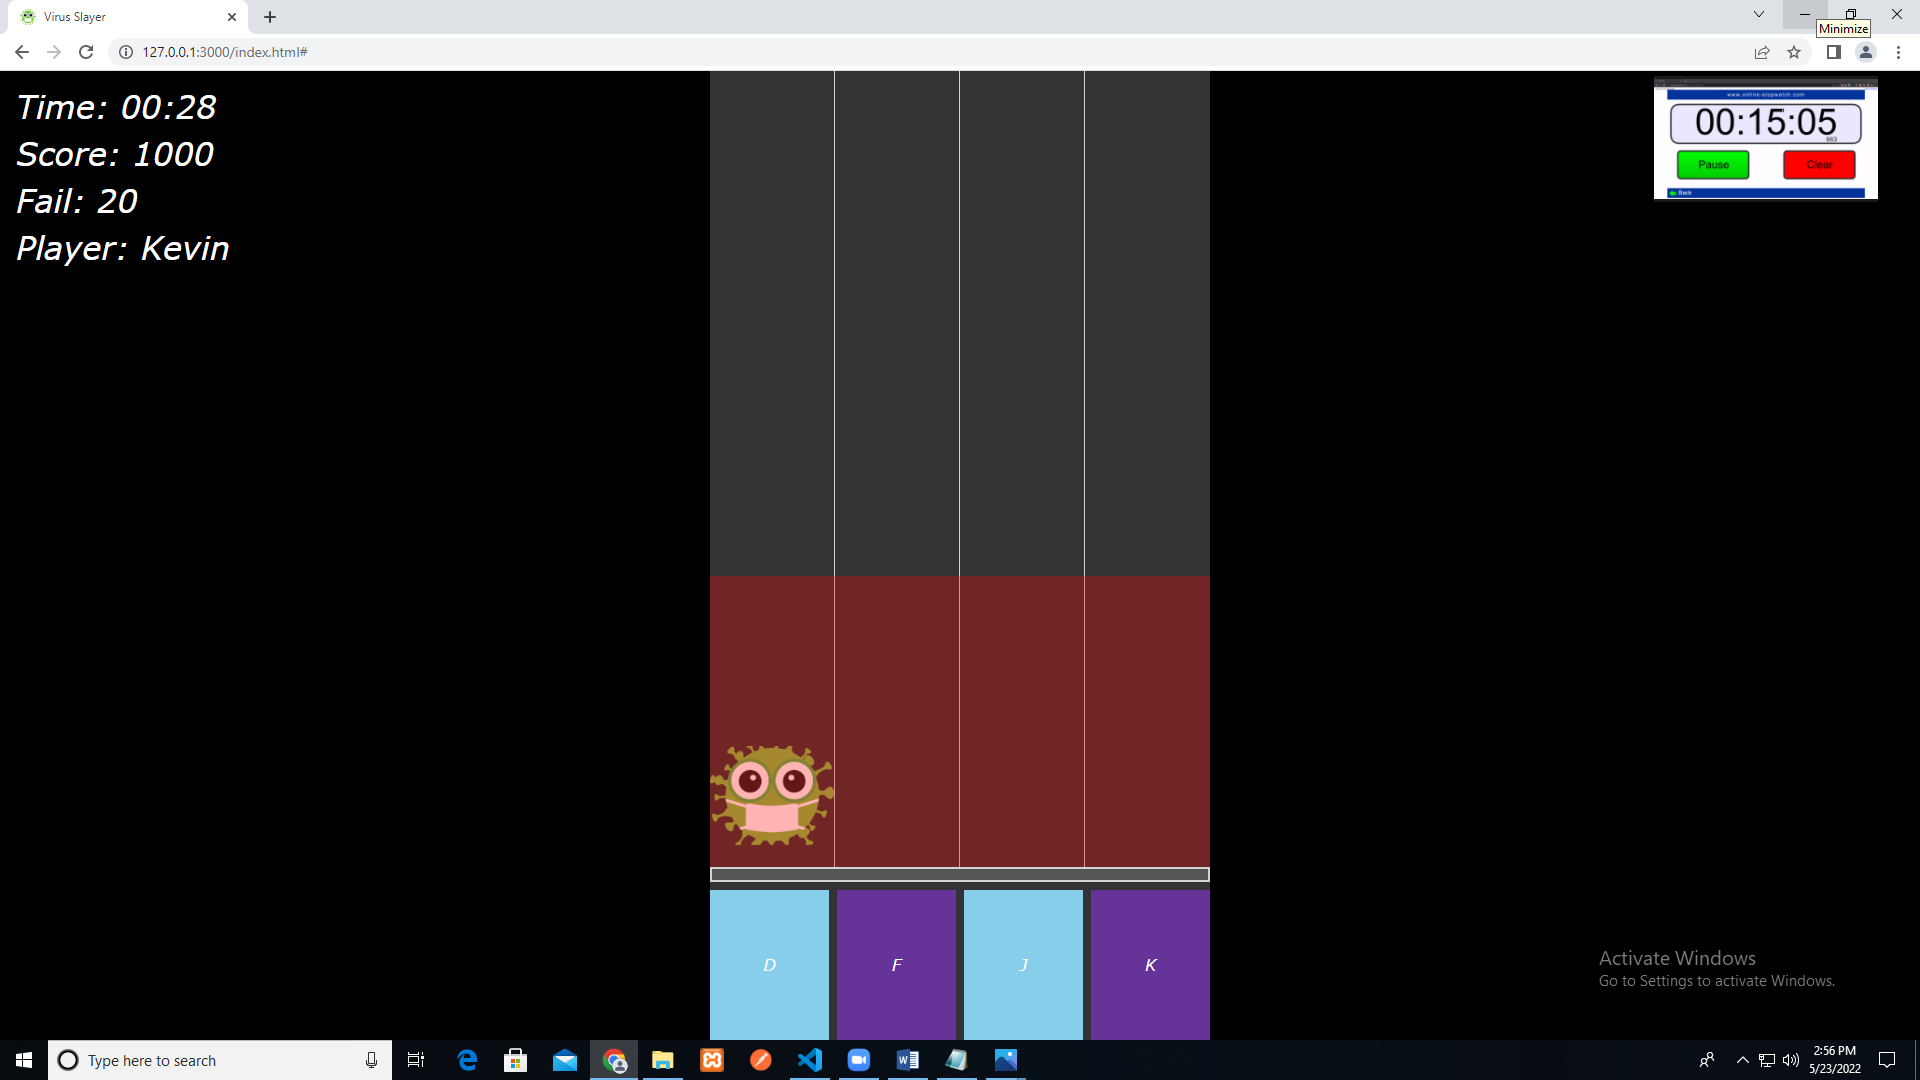 Virus Slayer
Minimize
127.0.0.1:3000/index.html#
Time: 00:28
Score: 1000
Fail: 20
Player: Kevin
www.online-stopwatch.com
00:15:05
663
Pause
Clear
Back
D
F
J
K
Activate Windows
Go to Settings to activate Windows.
Type here to search
2:56 PM
5/23/2022